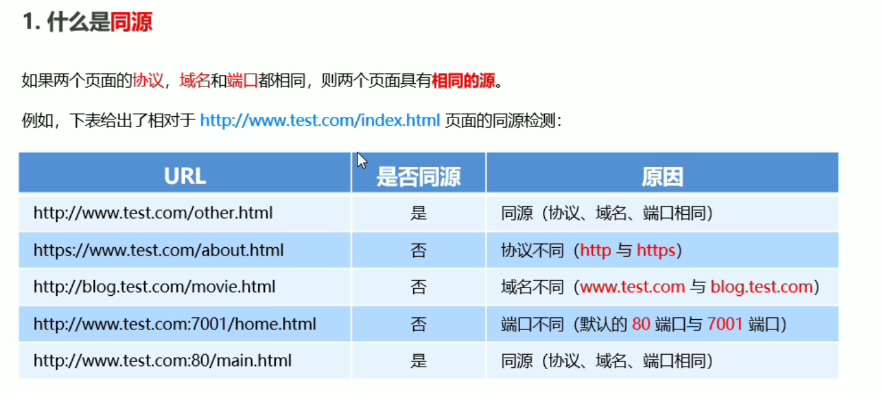 1. 什么是同源
如果两个页面的协议，域名和端口都相同，则两个页面具有相同的源。
例如，下表给出了相对于 http://www.test.com/index.html 页面的同源检测：
URL 是否同源 原因
http://www.test.com/other.html 是 同源（协议、域名、端口相同）
https://www.test.com/about.html 否 协议不同（http 与 https）
http://blog.test.com/movie.html 否 域名不同（www.test.com 与 blog.test.com）
http://www.test.com:7001/home.html 否 端口不同（默认的 80 端口与 7001 端口）
http://www.test.com:80/main.html 是 同源（协议、域名、端口相同）